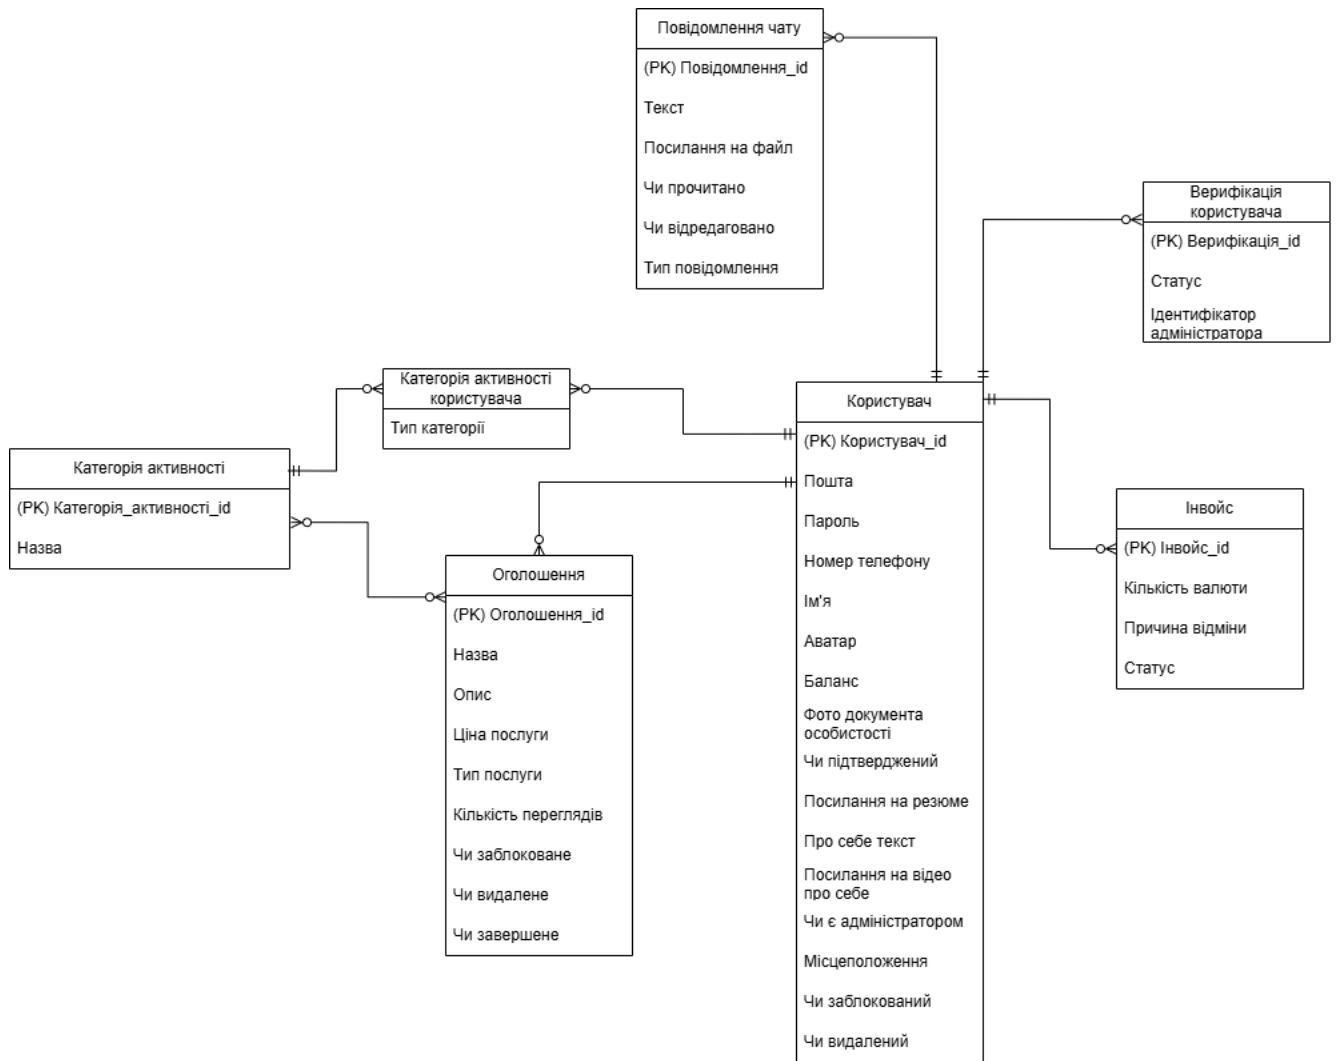 Повідомлення чату
(PK) Повідомлення_id
Текст
Посилання на файл
Чи прочитано
Чи відредаговано
Тип повідомлення
Верифікація
користувача
(PK) Верифікація_id
Статус
Ідентифікатор
адміністратора
Категорія активності
користувача
Тип категорії
Категорія активності
(PK) Категорія_активності_id
Назва
Оголошення
(PK) Оголошення_id
Назва
Опис
Ціна послуги
Тип послуги
Кількість переглядів
Чи заблоковане
Чи видалене
Чи завершене
Користувач
(PK) Користувач_id
Пошта
Пароль
Номер телефону
Ім'я
Аватар
Баланс
Фото документа
особистості
Чи підтверджений
Посилання на резюме
Про себе текст
Посилання на відео
про себе
Чи є адміністратором
Місцеположення
Чи заблокований
Чи видалений
Інвойс
(PK) Інвойс_id
Кількість валюти
Причина відміни
Статус